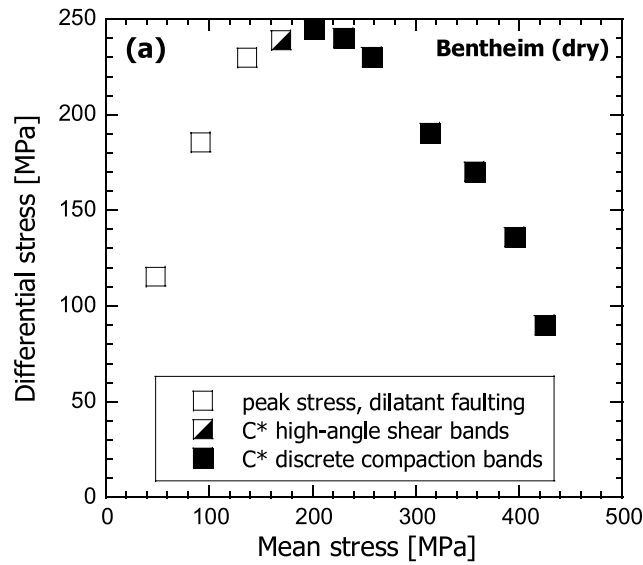 (a)
Bentheim (dry)
250
200
150
100
50
0
Differential stress [MPa]
peak stress, dilatant faulting
C* high-angle shear bands
C* discrete compaction bands
0 100 200 300 400 500
Mean stress [MPa]